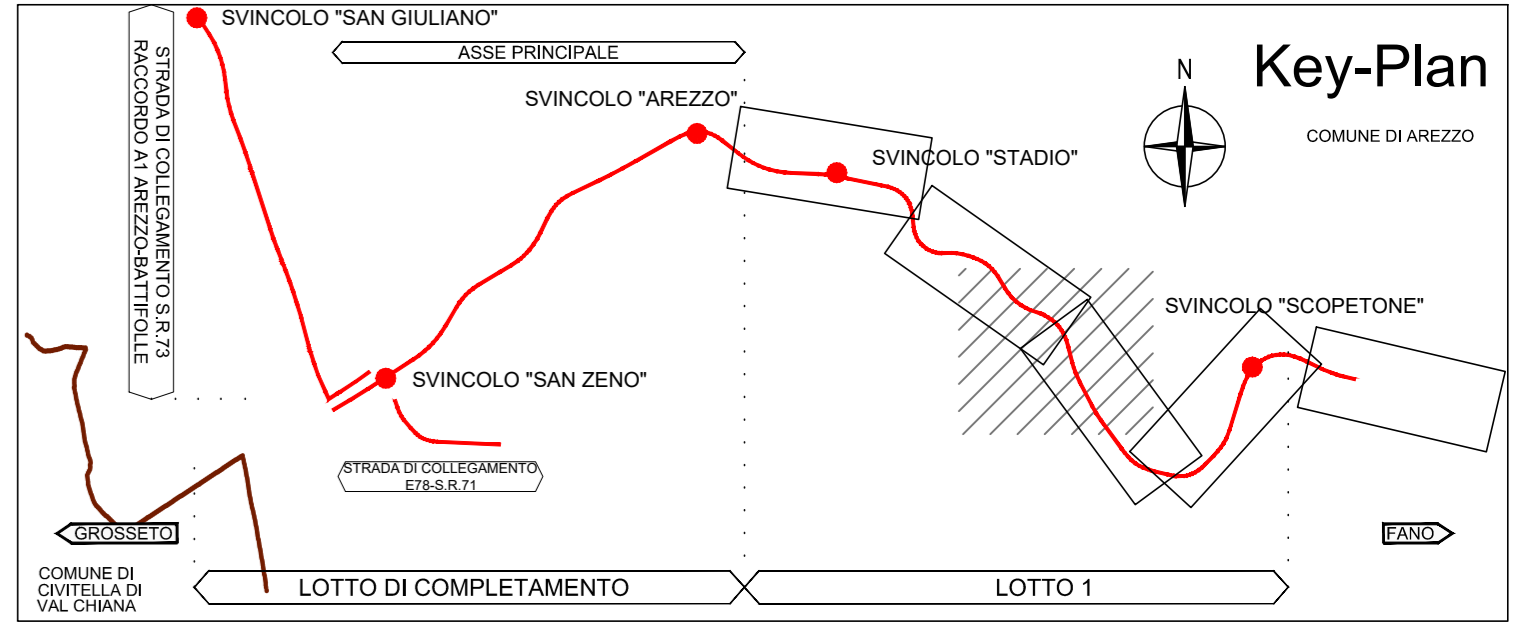 SVINCOLO "SAN GIULIANO"
ASSE PRINCIPALE
Key-Plan
N
COMUNE DI AREZZO
STRADA DI COLLEGAMENTO S.R.73
RACCORDO A1 AREZZO-BATTIFOLLE
SVINCOLO "AREZZO"
SVINCOLO "STADIO"
SVINCOLO "SCOPETONE"
SVINCOLO "SAN ZENO"
STRADA DI COLLEGAMENTO
E78-S.R.71
GROSSETO
FANO
COMUNE DI
CIVITELLA DI
VAL CHIANA
LOTTO DI COMPLETAMENTO
LOTTO 1